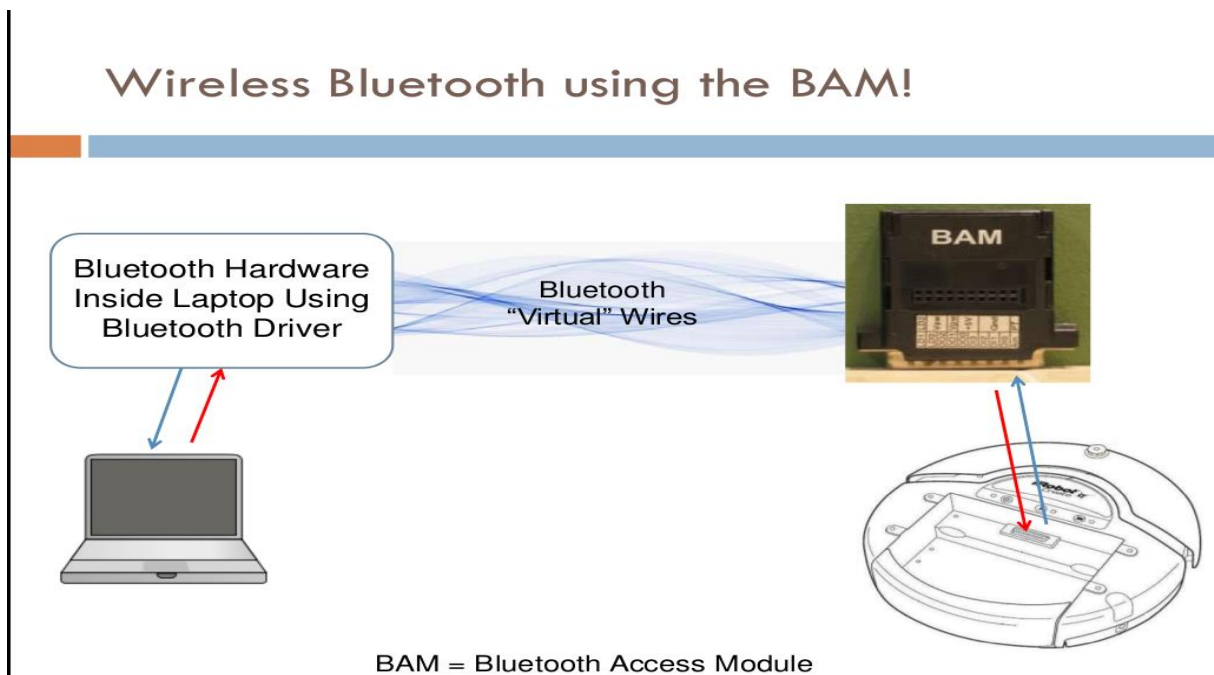 Wireless Bluetooth using the BAM!
Bluetooth Hardware
Inside Laptop Using
Bluetooth Driver
Bluetooth
“Virtual” Wires
BAM
iRobot
BAM = Bluetooth Access Module